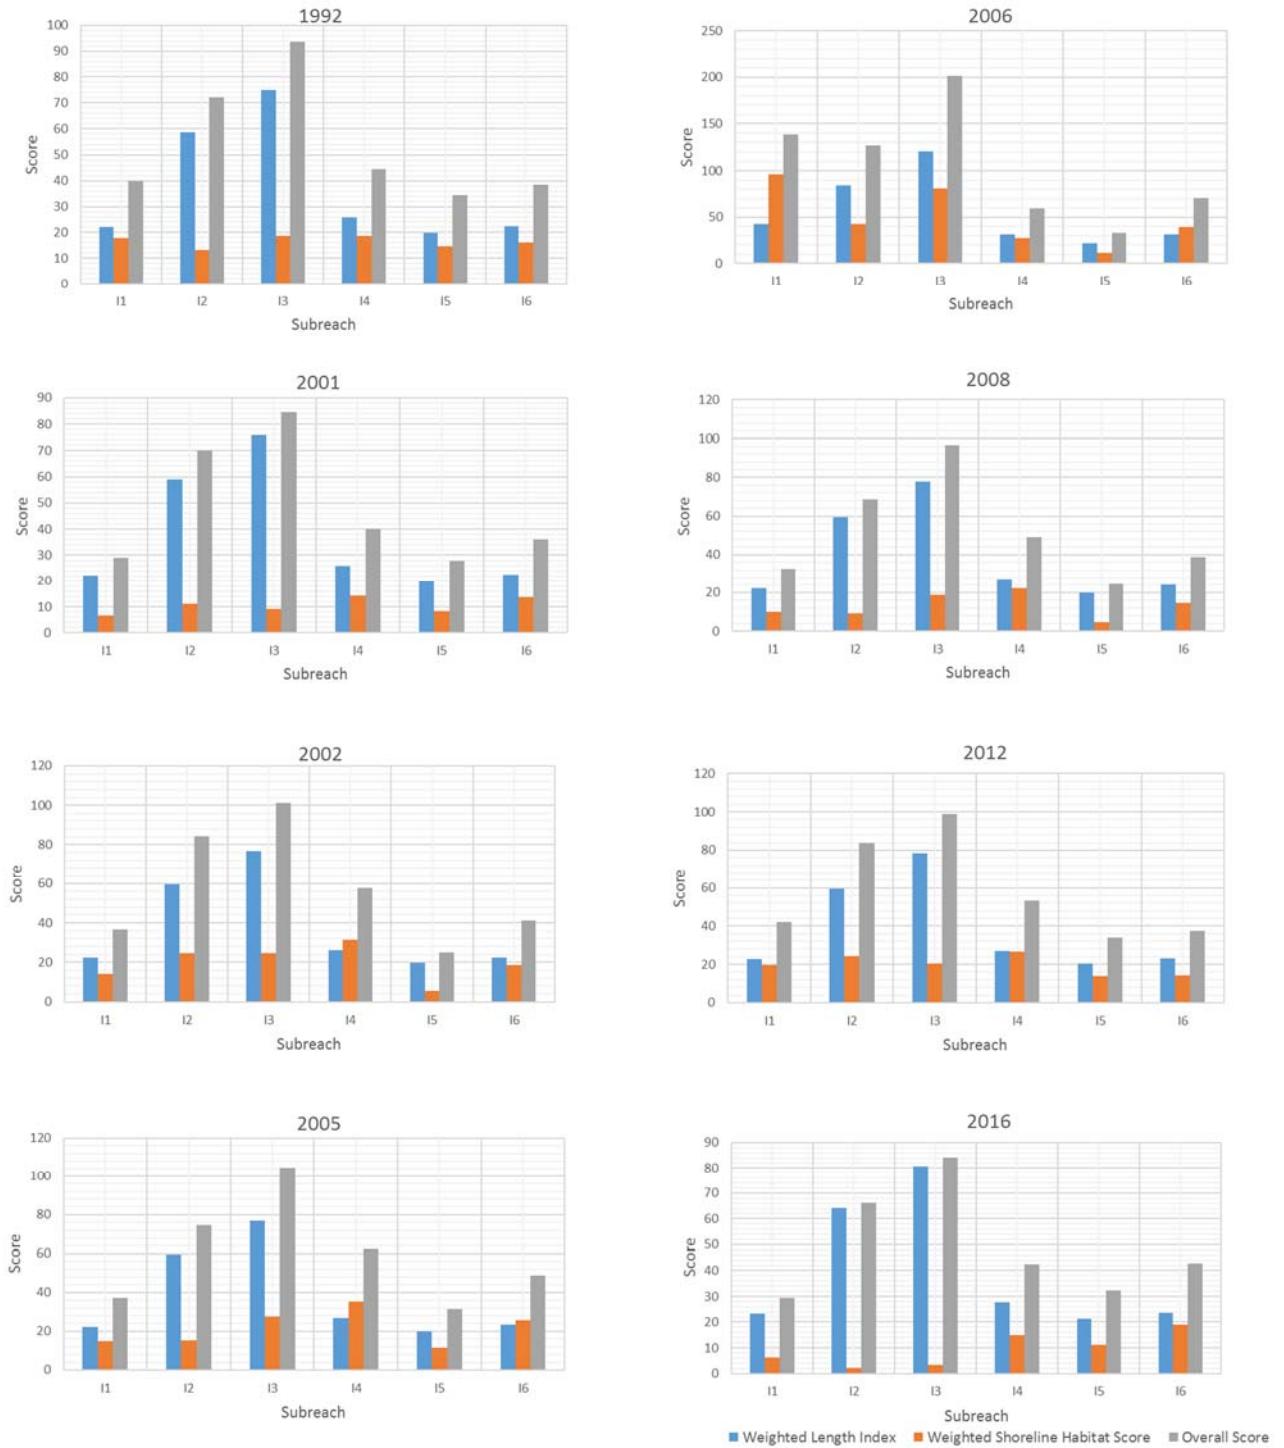 1992
100
90
80
70
60
50
40
30
20
10
0
Score
I1 I2 I3 I4 I5 I6
Subreach
2006
250
200
150
100
50
0
Score
I1 I2 I3 I4 I5 I6
Subreach
2001
90
80
70
60
50
40
30
20
10
0
Score
I1 I2 I3 I4 I5 I6
Subreach
2008
120
100
80
60
40
20
0
Score
I1 I2 I3 I4 I5 I6
Subreach
2002
120
100
80
60
40
20
0
Score
I1 I2 I3 I4 I5 I6
Subreach
2012
120
100
80
60
40
20
0
Score
I1 I2 I3 I4 I5 I6
Subreach
2005
120
100
80
60
40
20
0
Score
I1 I2 I3 I4 I5 I6
Subreach
2016
90
80
70
60
50
40
30
20
10
0
Score
I1 I2 I3 I4 I5 I6
Subreach
Weighted Length Index Weighted Shoreline Habitat Score Overall Score